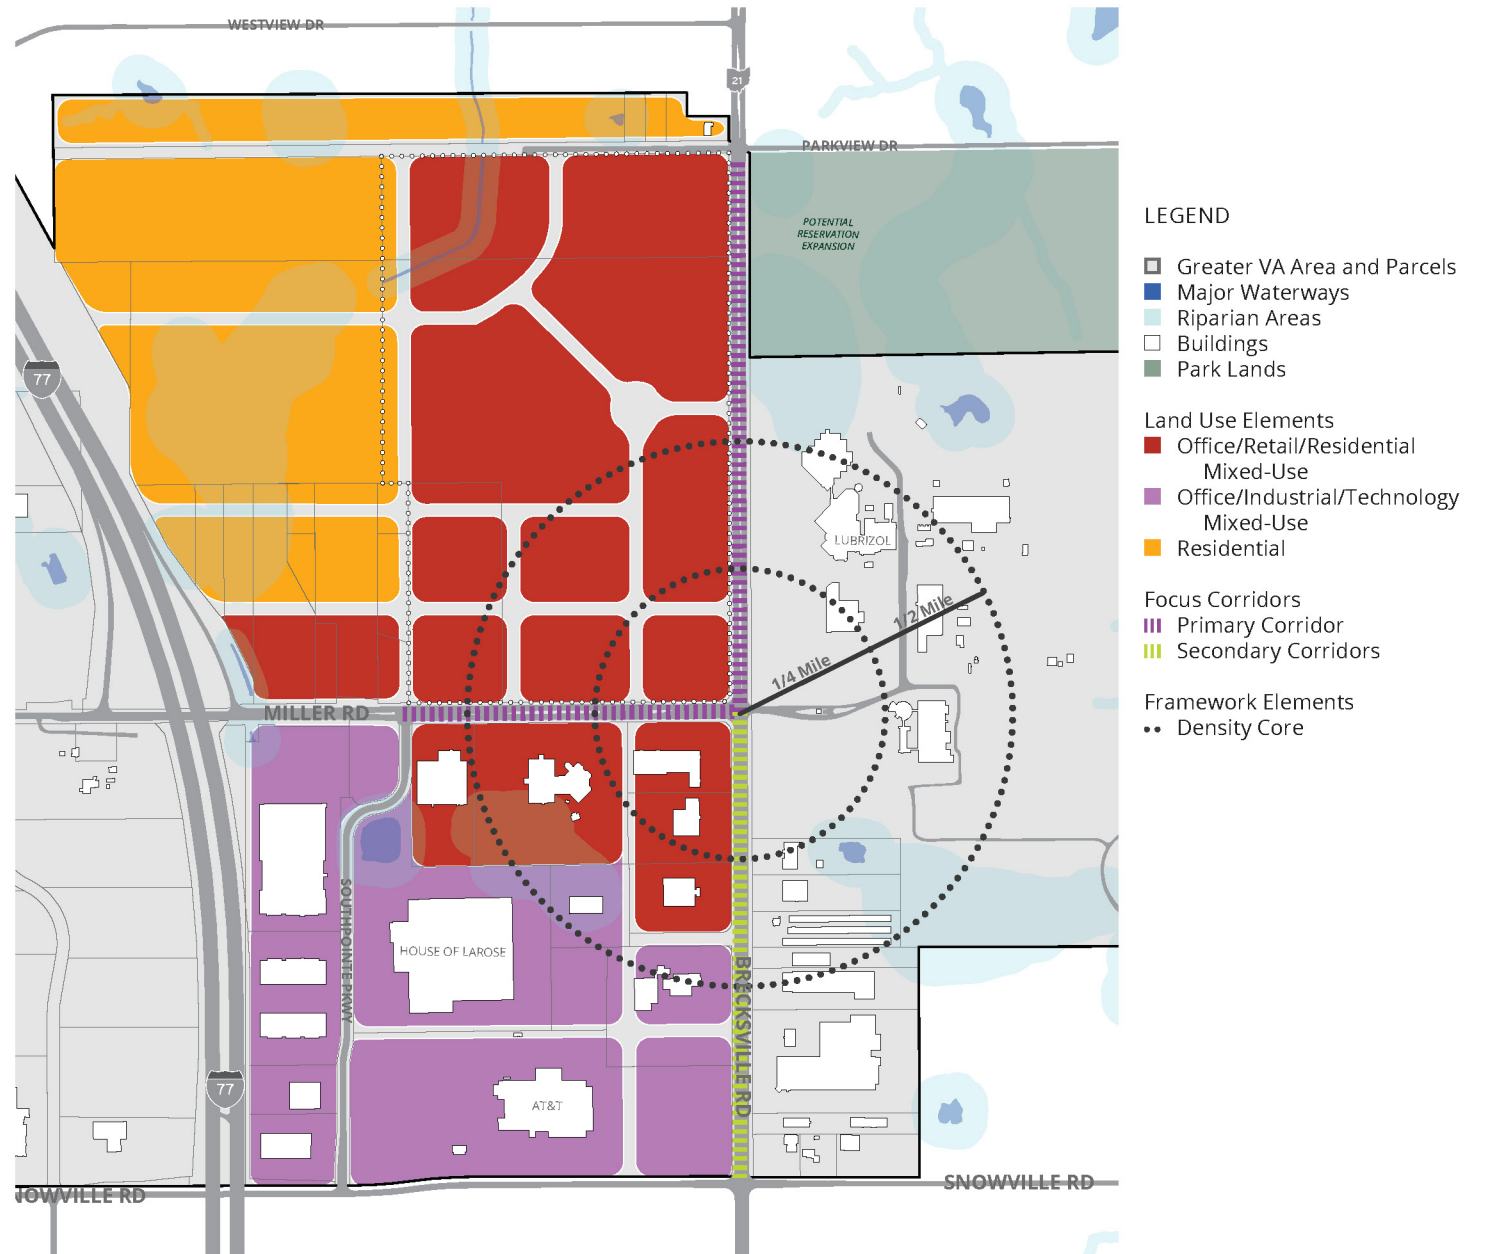 WESTVIEW DR
21
PARKVIEW DR
POTENTIAL
RESERVATION
EXPANSION
77
LUBRIZOL
1/2 Mile
1/4 Mile
MILLER RD
SOUTHPOINTE PKWY
HOUSE OF LAROSE
BRECKSVILLE RD
77
AT&T
NOWVILLE RD
SNOWVILLE RD
LEGEND
Greater VA Area and Parcels
Major Waterways
Riparian Areas
Buildings
Park Lands
Land Use Elements
Office/Retail/Residential
Mixed-Use
Office/Industrial/Technology
Mixed-Use
Residential
Focus Corridors
Primary Corridor
Secondary Corridors
Framework Elements
Density Core